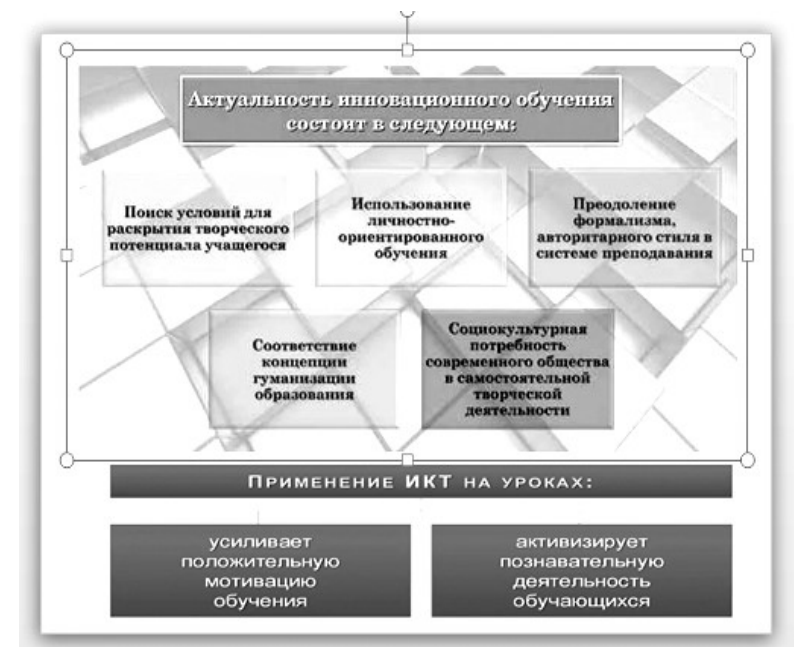 Актуальность инновационного обучения
состоит в следующем:
Поиск условий для
раскрытия творческого
потенциала учащегося
Использование
личностно-
ориентированного
обучения
Преодоление
формализма,
авторитарного стиля в
системе преподавания
Соответствие
концепции
гуманизации
образования
Социокультурная
потребность
современного общества
в самостоятельной
творческой
деятельности
Применение ИКТ на уроках:
усиливает
положительную
мотивацию
обучения
активизирует
познавательную
деятельность
обучающихся